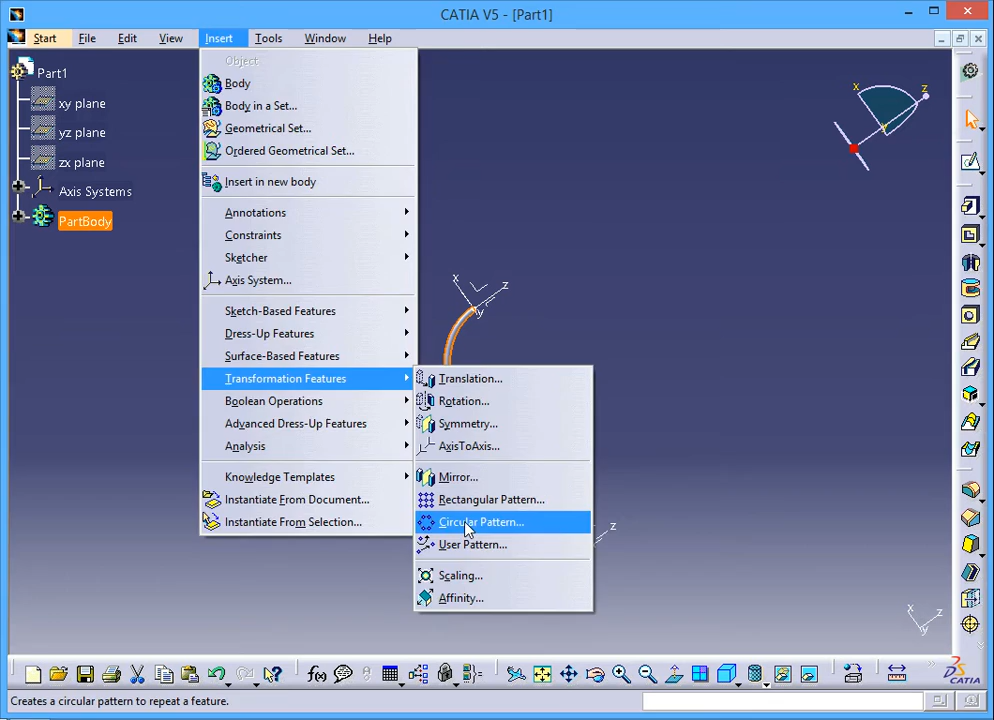 CATIA V5 - [Part1]
Start File Edit View Insert Tools Window Help
Part1
xy plane
yz plane
zx plane
Axis Systems
PartBody
Object
Body
Body in a Set...
Geometrical Set...
Ordered Geometrical Set...
Insert in new body
Annotations
Constraints
Sketcher
Axis System...
Sketch-Based Features
Dress-Up Features
Surface-Based Features
Transformation Features
Boolean Operations
Advanced Dress-Up Features
Analysis
Knowledge Templates
Instantiate From Document...
Instantiate From Selection...
Translation...
Rotation...
Symmetry...
AxisToAxis...
Mirror...
Rectangular Pattern...
Circular Pattern...
User Pattern...
Scaling...
Affinity...
x z
y
x z
y
z
x z
y
f(x)
CATIA
Creates a circular pattern to repeat a feature.